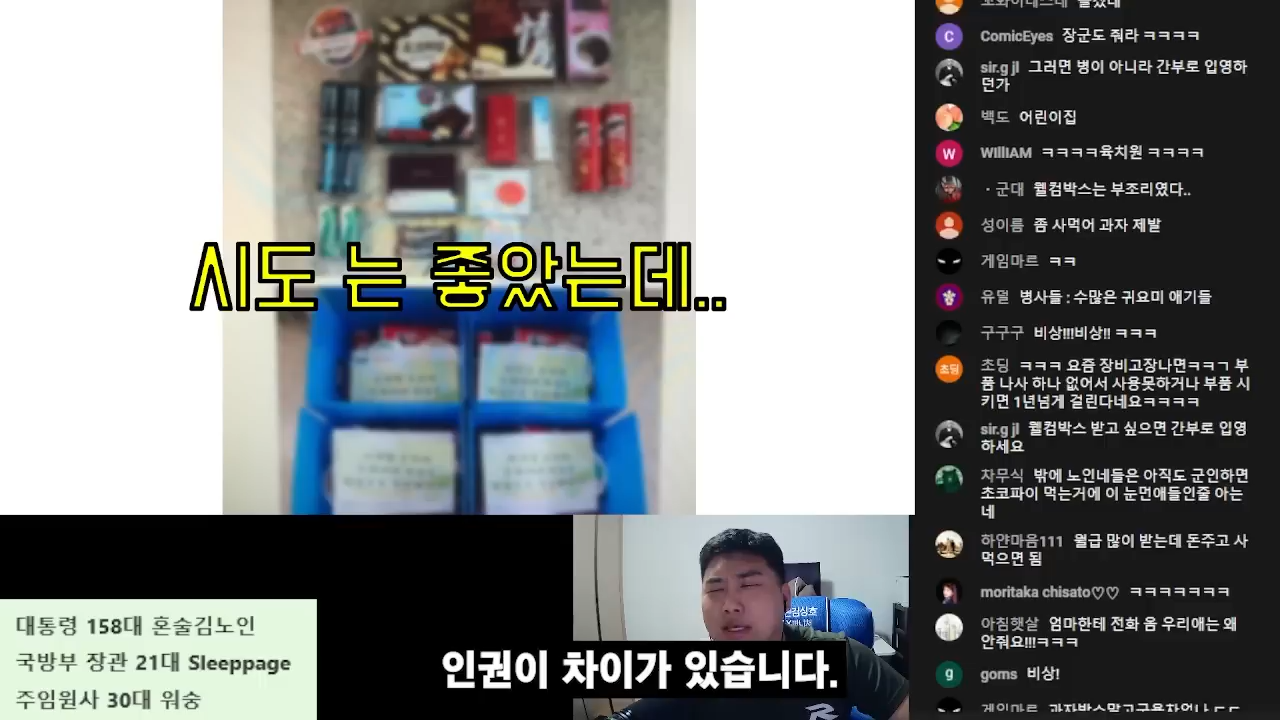 시도 는 좋았는데..
대통령 158대 혼술김노인
국방부 장관 21대 Sleeppage
주임원사 30대 워숭
인권이 차이가 있습니다.
ComicEyes 장군도 줘라 ㅋㅋㅋㅋ
sir.g jl 그러면 병이 아니라 간부로 입영하
던가
백도 어린이집
WIlliAM ㅋㅋㅋㅋ육치원 ㅋㅋㅋㅋ
·군대 웰컴박스는 부조리였다..
성이름 좀 사먹어 과자 제발
게임마르 ㅋㅋ
유멀 병사들 : 수많은 귀요미 애기들
구구구 비상!!!비상!! ㅋㅋㅋ
초딩
초딩 ㅋㅋㅋ 요즘 장비고장나면ㅋㅋㄱ 부
품 나사 하나 없어서 사용못하거나 부품 시
키면 1년넘게 걸린다네요ㅋㅋㅋㅋ
sir.g jl 웰컴박스 받고 싶으면 간부로 입영
하세요
차무식 밖에 노인네들은 아직도 군인하면
초코파이 먹는거에 이 눈먼애들인줄 아는
네
하얀마음111 월급 많이 받는데 돈주고 사
먹으면 됨
moritaka chisato♡♡ ㅋㅋㅋㅋㅋㅋㅋ
아침햇살 엄마한테 전화 옴 우리애는 왜
안줘요!!!ㅋㅋㅋ
goms 비상!